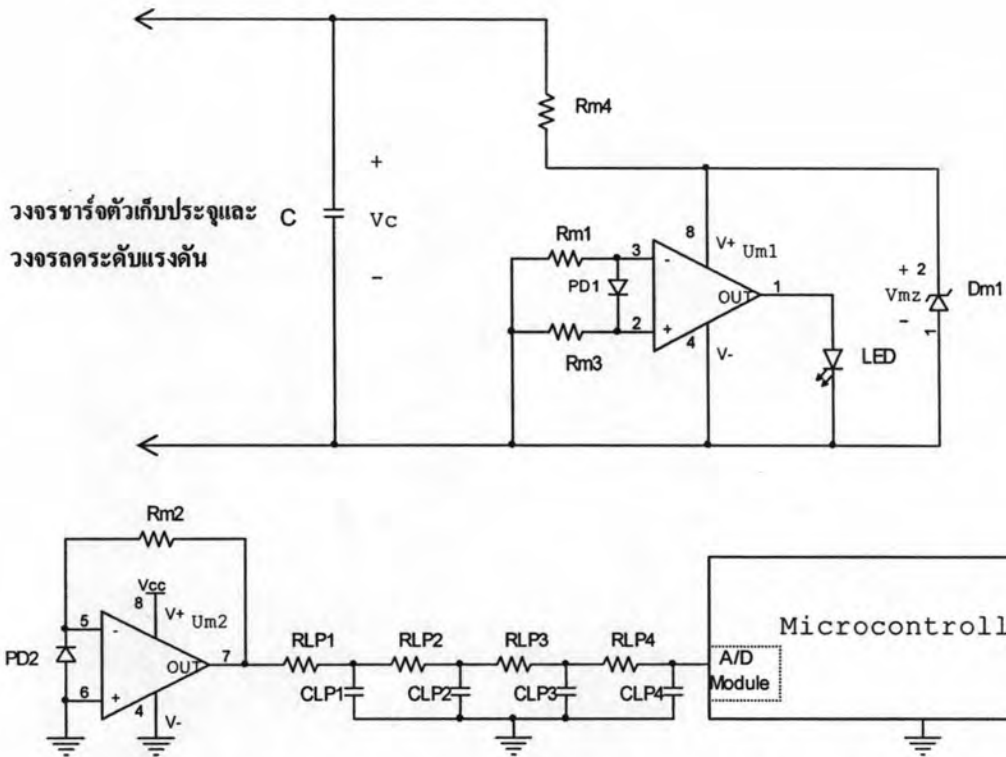 Rm4
วงจรชาร์จตัวเก็บประจุและ
วงจรลดระดับแรงดัน
C
+
Vc
-
Rm1
PD1
Rm3
3
-
2
+
8
V+
Um1
OUT
1
4
V-
LED
+
Vmz
-
2
1
Dm1
Rm2
Vcc
8
V+
Um2
5
-
PD2
6
+
OUT
7
4
V-
RLP1
RLP2
RLP3
RLP4
CLP1
CLP2
CLP3
CLP4
Microcontroll
A/D
Module